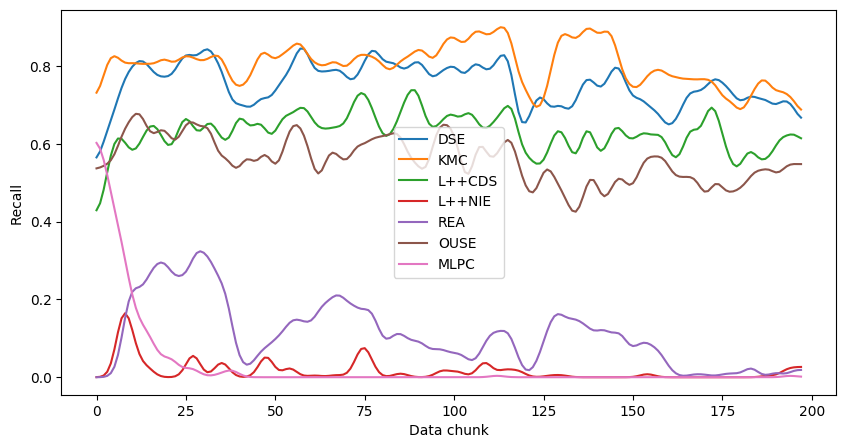 Recall
0.8
0.6
0.4
0.2
0.0
DSE
KMC
L++CDS
L++NIE
REA
OUSE
MLPC
0 25 50 75 100 125 150 175 200
Data chunk